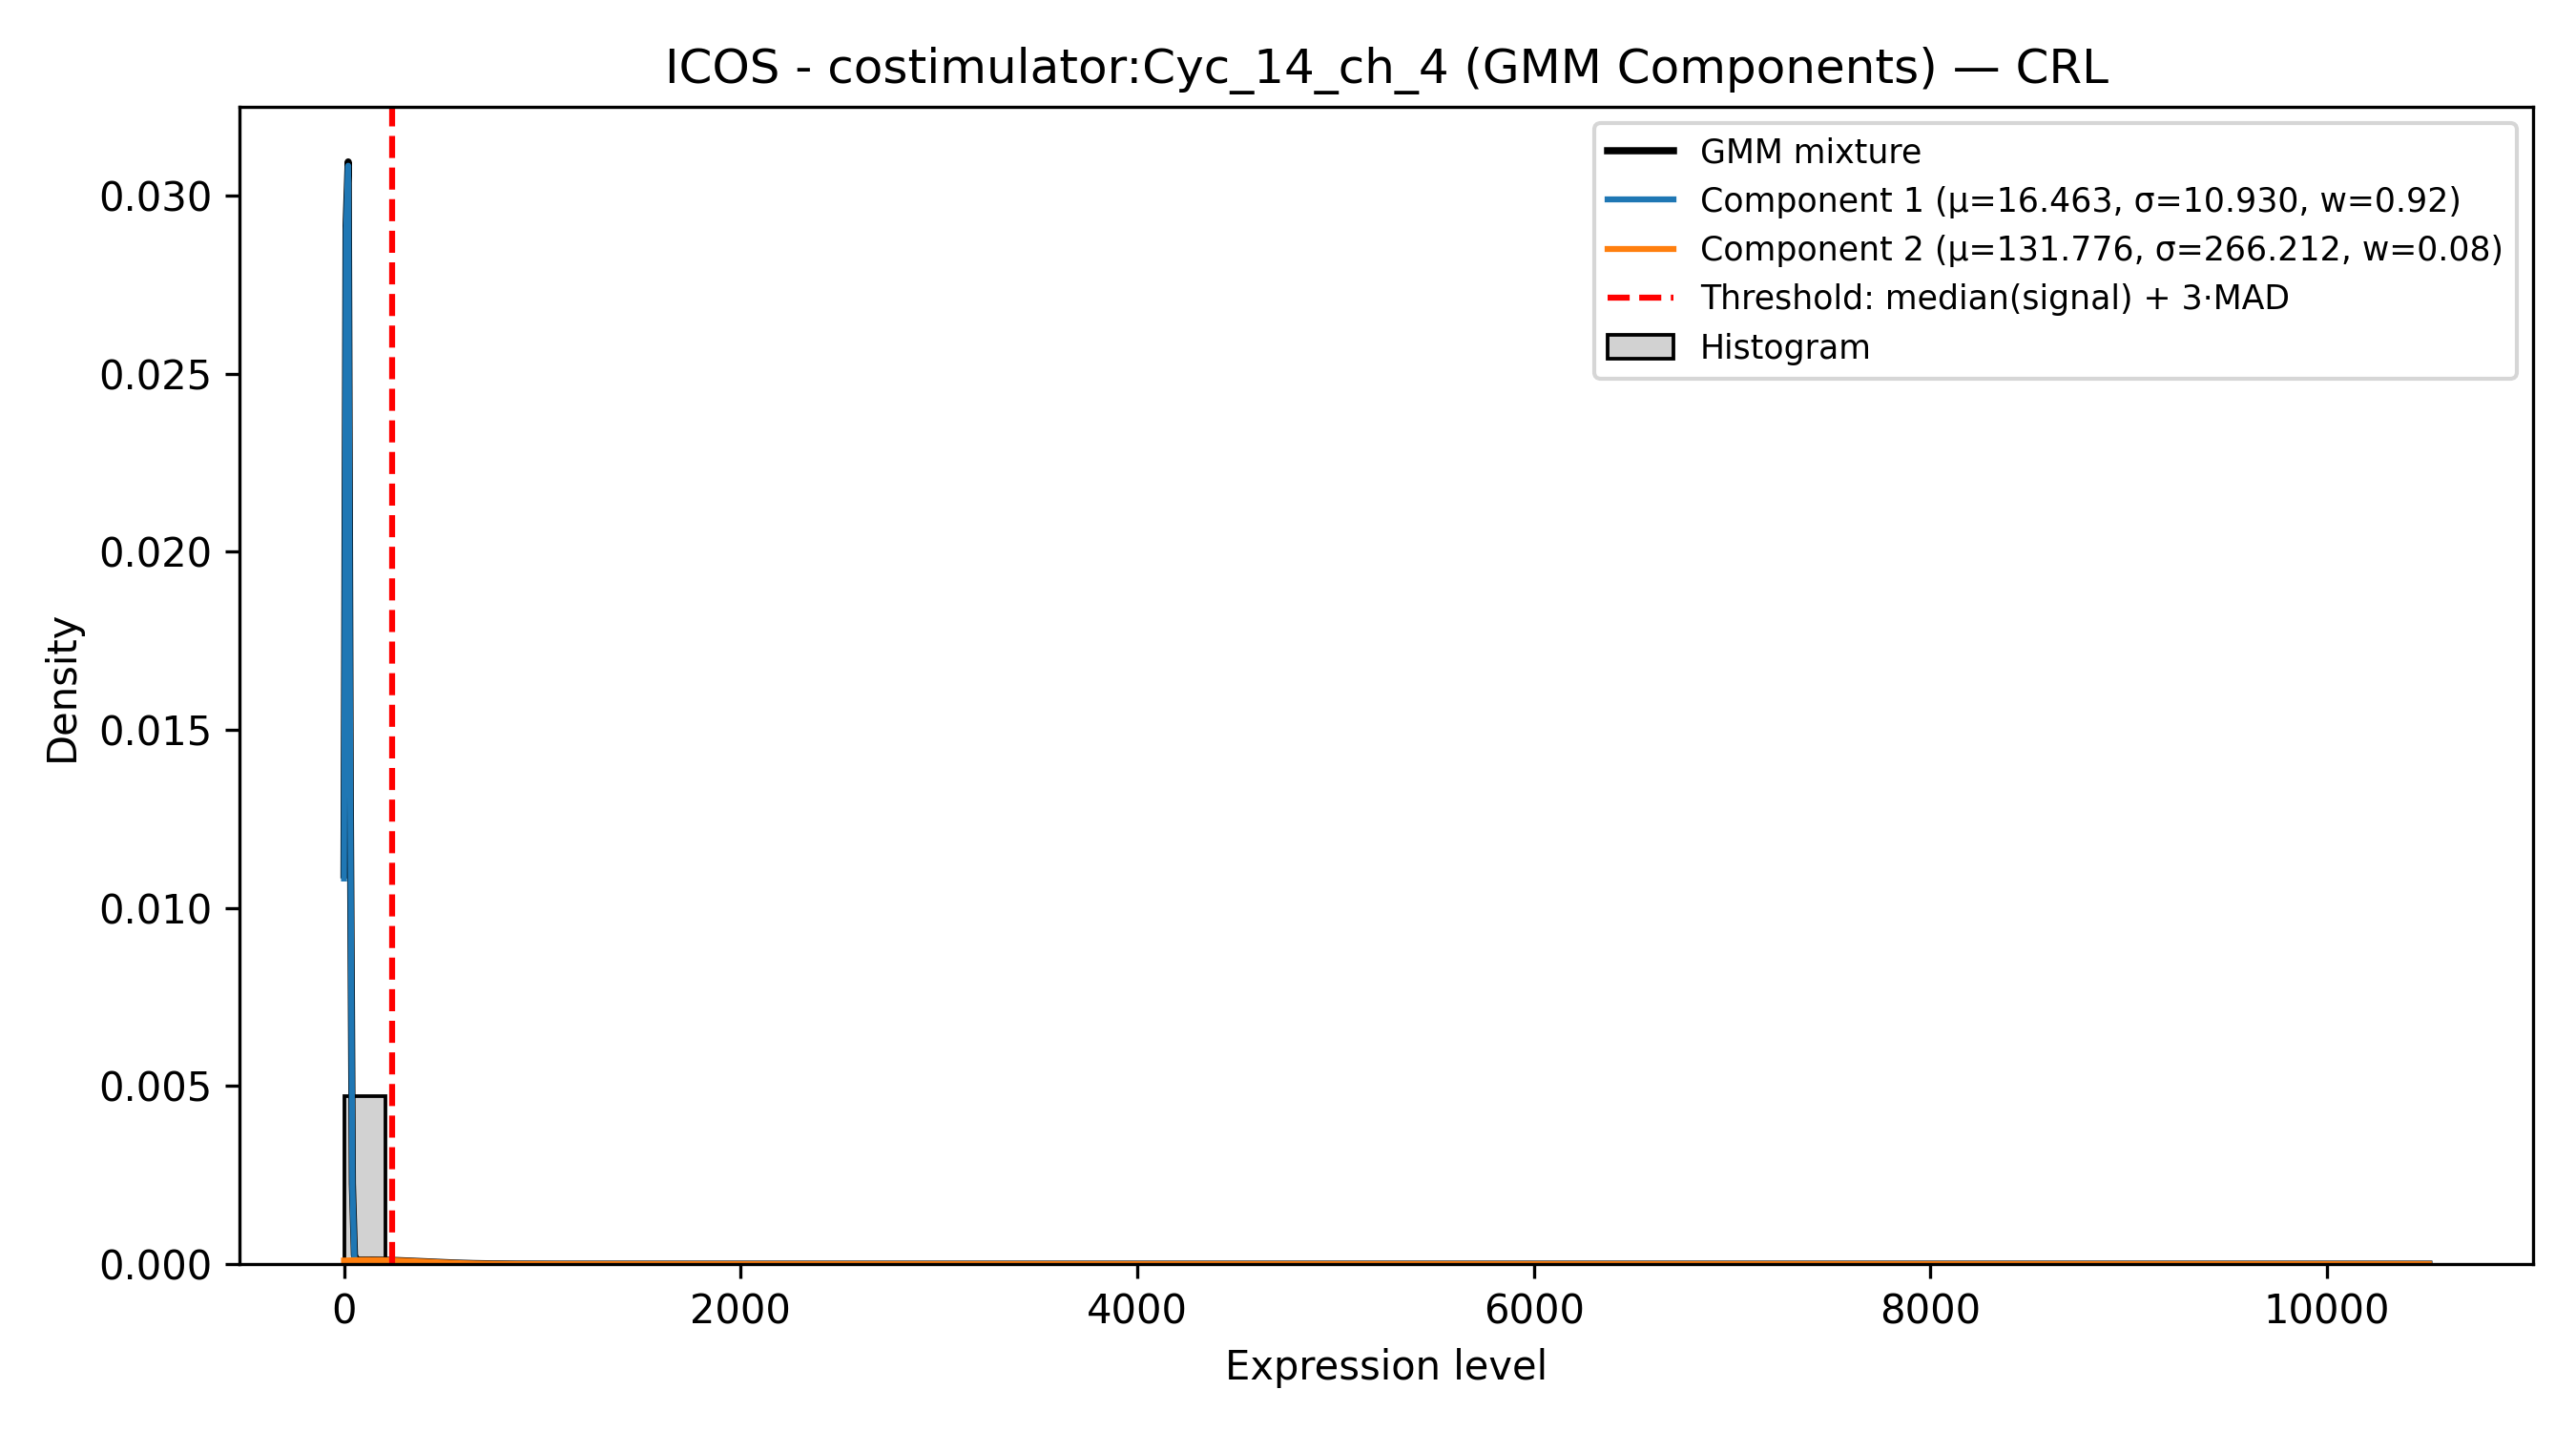 ICOS - costimulator:Cyc_14_ch_4 (GMM Components) — CRL
GMM mixture
Component 1 (μ=16.463, σ=10.930, w=0.92)
Component 2 (μ=131.776, σ=266.212, w=0.08)
Threshold: median(signal) + 3·MAD
Histogram
Density
0.030
0.025
0.020
0.015
0.010
0.005
0.000
0
2000
4000
6000
8000
10000
Expression level